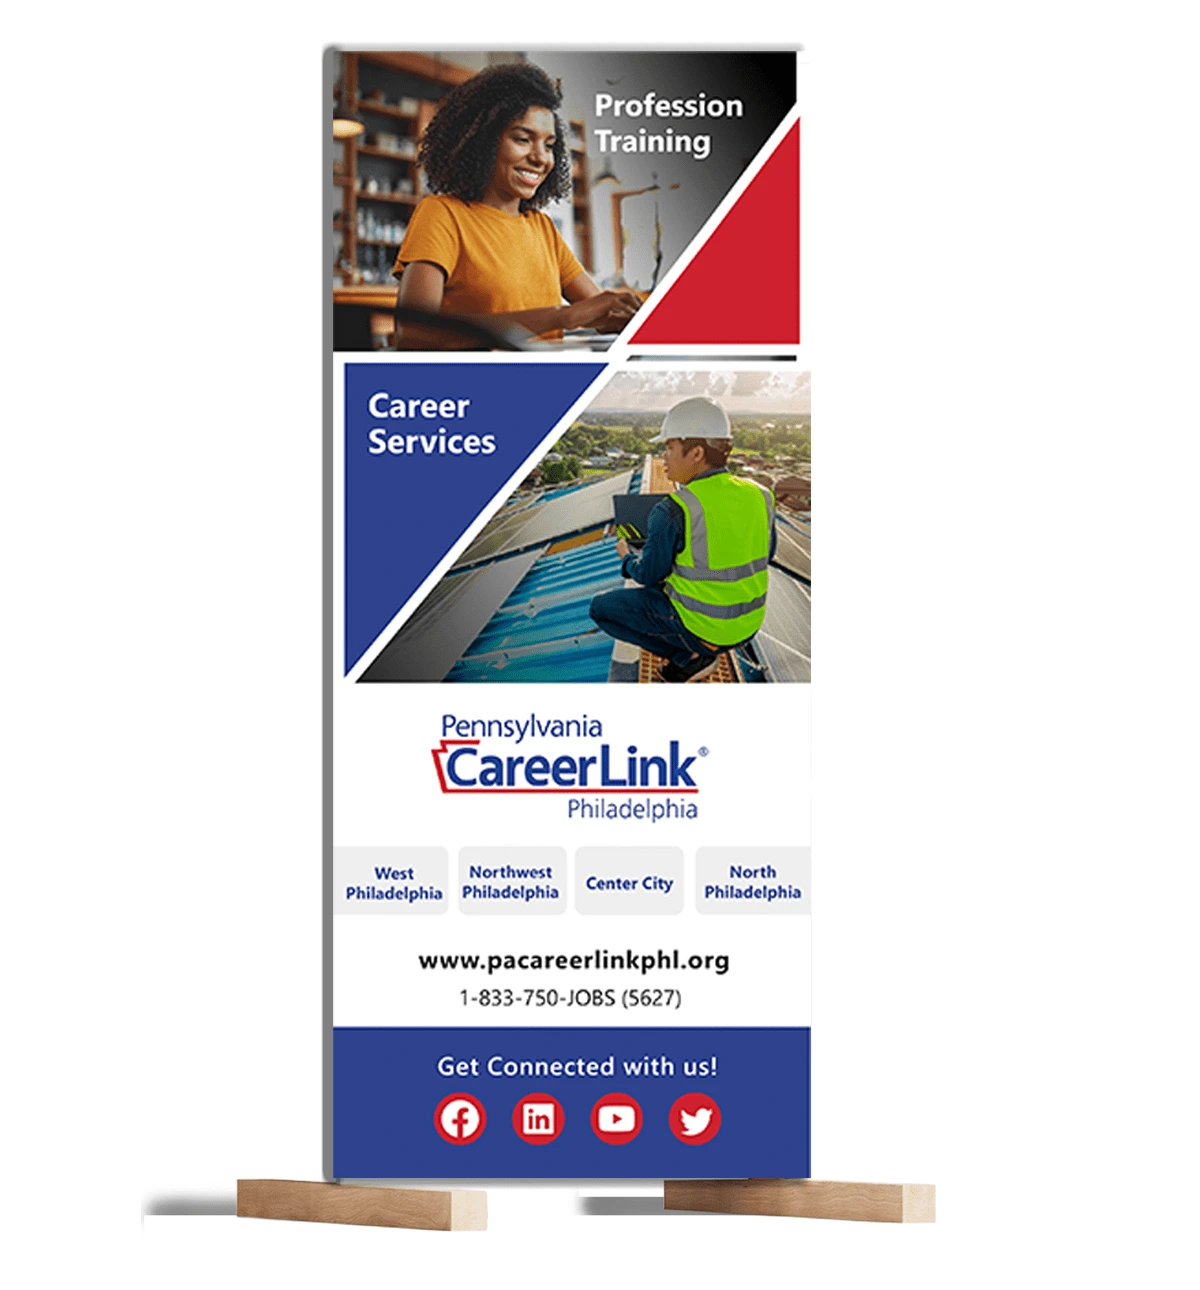 Profession
Training
Career
Services
Pennsylvania
CareerLink®
Philadelphia
West
Philadelphia
Northwest
Philadelphia
Center City
North
Philadelphia
www.pacareerlinkphl.org
1-833-750-JOBS (5627)
Get Connected with us!